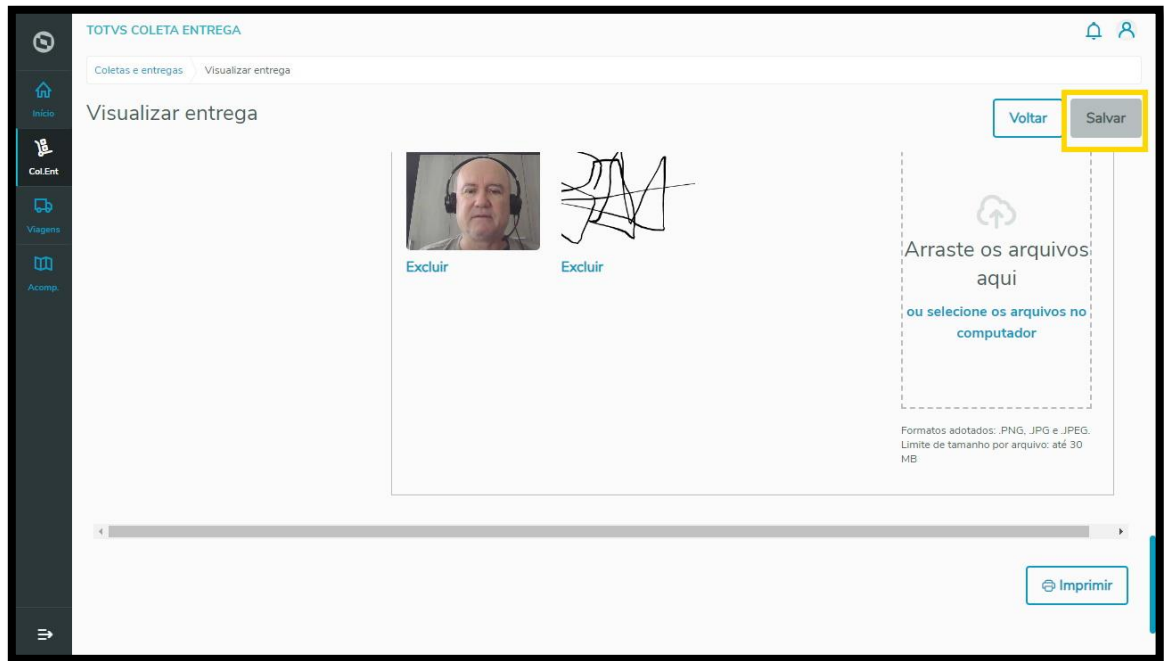 TOTVS COLETA ENTREGA
Coletas e entregas
Visualizar entrega
Início
Visualizar entrega
Voltar
Salvar
Col.Ent
Viagens
Acomp.
Excluir
Excluir
Arraste os arquivos
aqui
ou selecione os arquivos no
computador
Formatos adotados: .PNG, .JPG e .JPEG.
Limite de tamanho por arquivo: até 30
MB
Imprimir